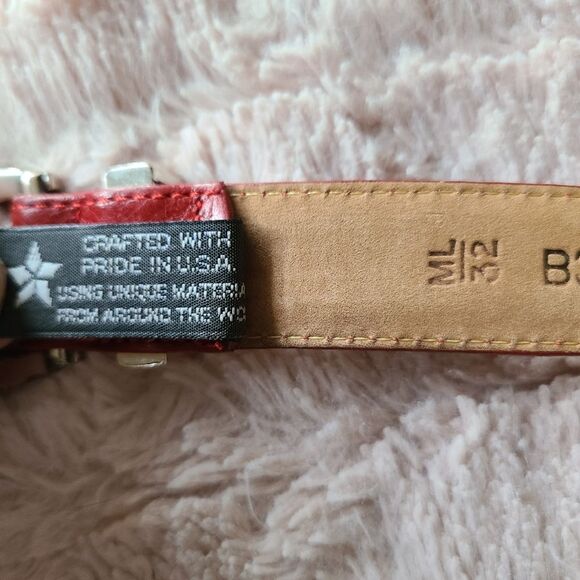 CRAFTED WITH
PRIDE IN U.S.A.
USING UNIQUE MATERIA
FROM AROUND THE WO
ML
32
B3